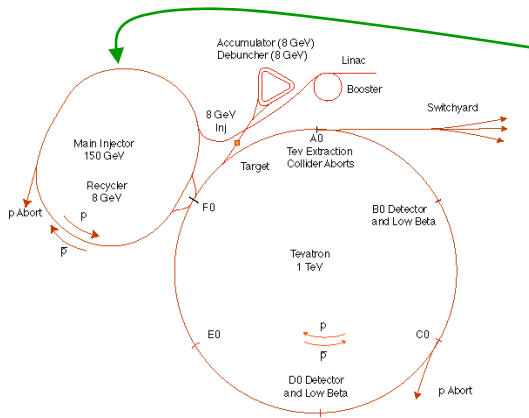 Accumulator (8 GeV)
Debuncher (8 GeV)
Linac
Booster
8 GeV
Inj
Switchyard
A0
Tev Extraction
Collider Aborts
Target
Main Injector
150 GeV
Recycler
8 GeV
p Abort
p
p̅
F0
B0 Detector
and Low Beta
Tevatron
1 TeV
E0
p
p̅
C0
D0 Detector
and Low Beta
p Abort